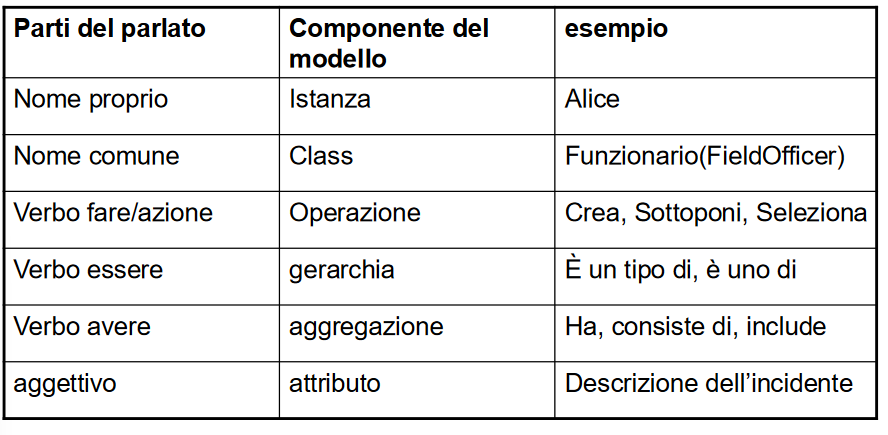 Parti del parlato Componente del modello esempio
Nome proprio Istanza Alice
Nome comune Class Funzionario(FieldOfficer)
Verbo fare/azione Operazione Crea, Sottoponi, Seleziona
Verbo essere gerarchia È un tipo di, è uno di
Verbo avere aggregazione Ha, consiste di, include
aggettivo attributo Descrizione dell’incidente